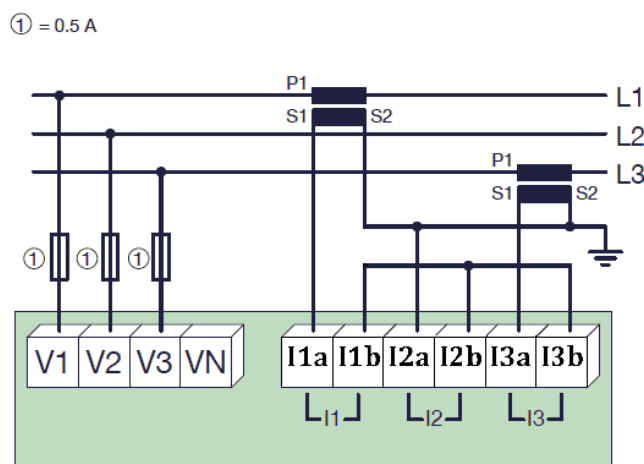 ① = 0.5 A
P1
L1
S1 S2
L2
P1
L3
S1 S2
① ① ①
V1 V2 V3 VN I1a I1b I2a I2b I3a I3b
I1 I2 I3